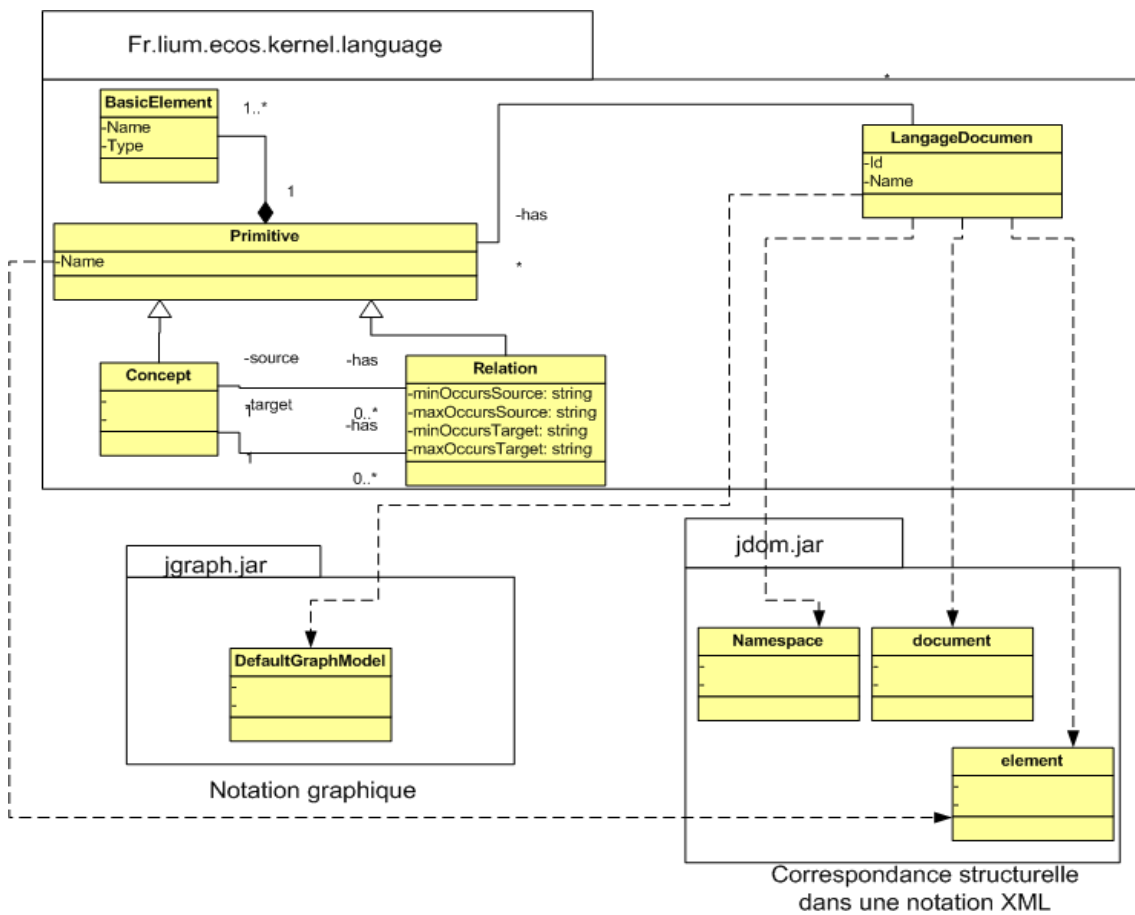 Fr.lium.ecos.kernel.language
*
BasicElement
-Name
-Type
1..*
1
LangageDocumen
-Id
-Name
-has
*
Primitive
-Name
Concept
-
-
-source
-has
-target
1
0..*
-has
1
0..*
Relation
-minOccursSource: string
-maxOccursSource: string
-minOccursTarget: string
-maxOccursTarget: string
jgraph.jar
DefaultGraphModel
-
-
Notation graphique
jdom.jar
Namespace
-
-
document
-
-
element
-
-
Correspondance structurelle
dans une notation XML